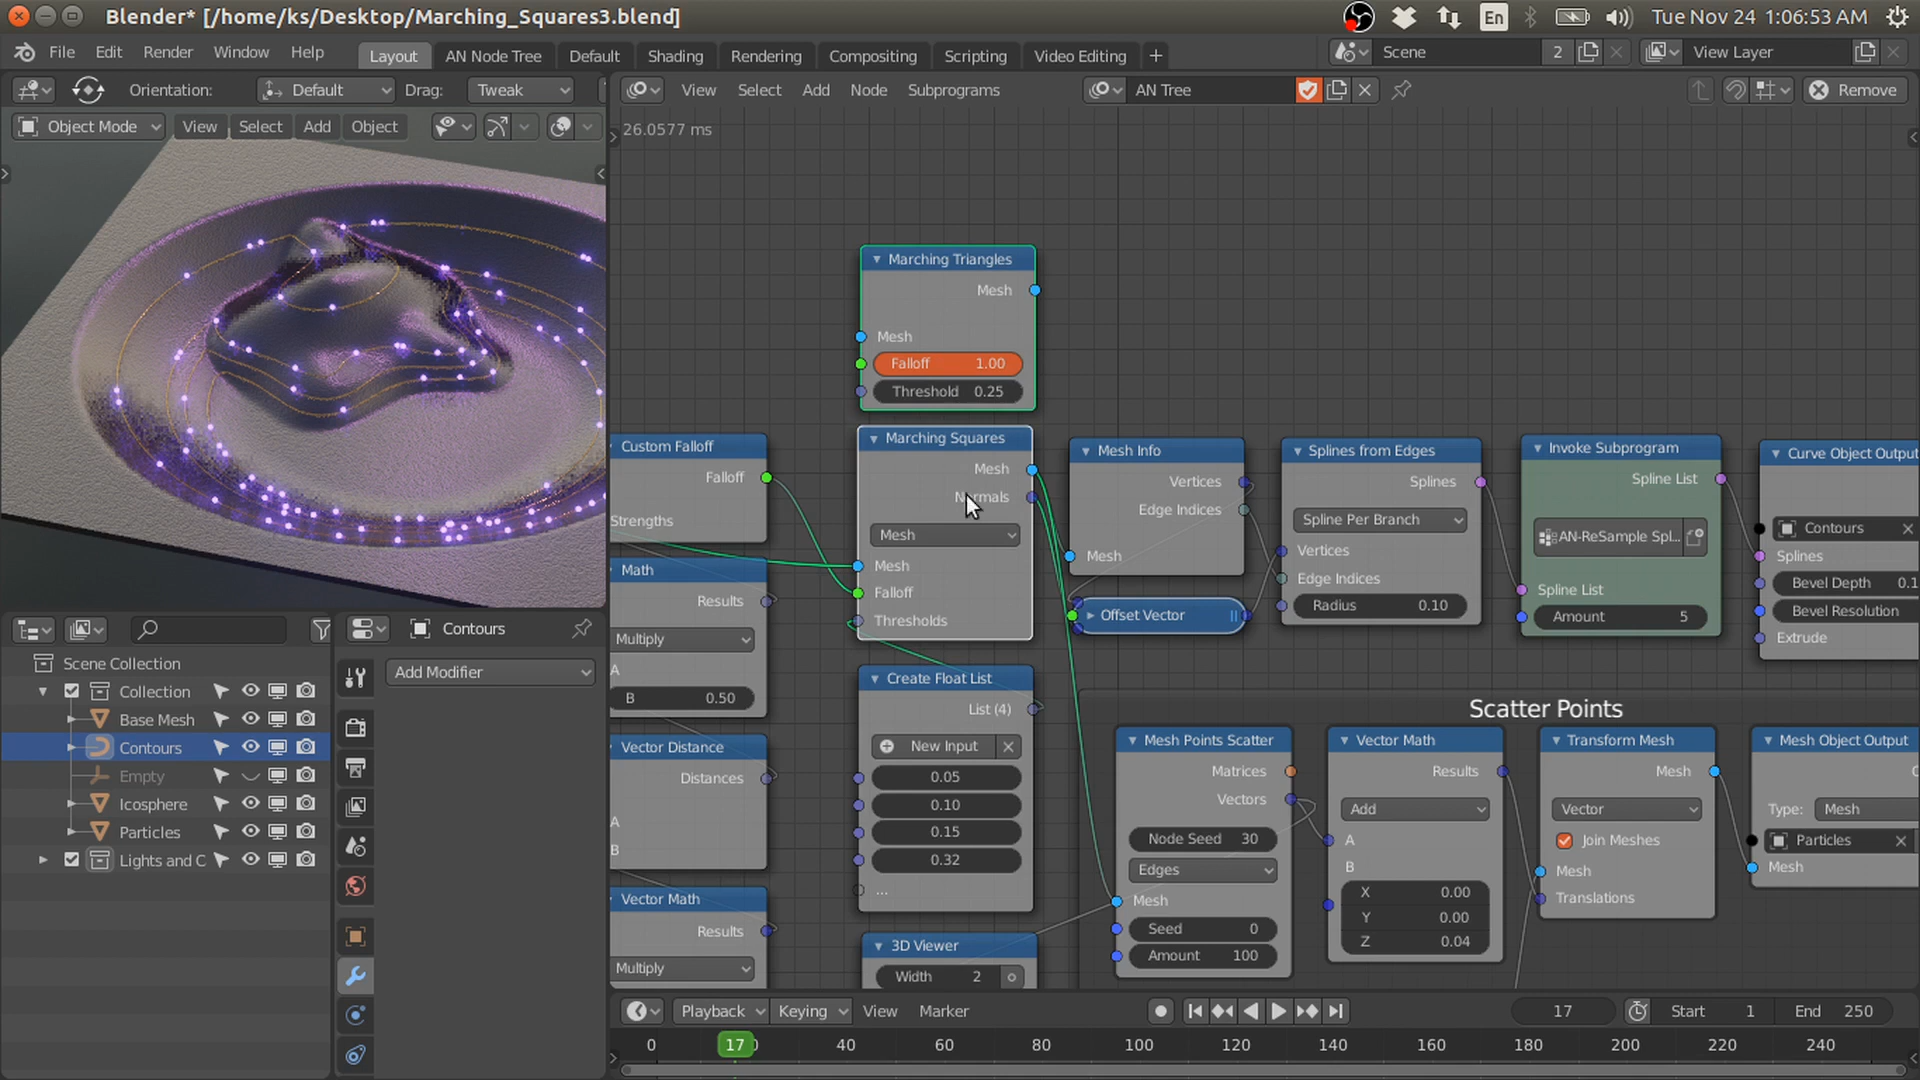 Blender* [/home/ks/Desktop/Marching_Squares3.blend]
En
Tue Nov 24 1:06:53 AM
File Edit Render Window Help
Layout AN Node Tree Default Shading Rendering Compositing Scripting Video Editing +
Scene 2
View Layer
Orientation: Default Drag: Tweak
View Select Add Node Subprograms
AN Tree
Remove
Object Mode View Select Add Object
26.0577 ms
Marching Triangles
Mesh
Mesh
Falloff 1.00
Threshold 0.25
Custom Falloff
Falloff
Strengths
Math
Results
Multiply
A
B 0.50
Vector Distance
Distances
A
B
Vector Math
Results
Multiply
Marching Squares
Mesh
Normals
Mesh
Mesh
Falloff
Thresholds
Create Float List
List (4)
New Input
0.05
0.10
0.15
0.32
...
3D Viewer
Width 2
Mesh Info
Vertices
Edge Indices
Mesh
Offset Vector
Splines from Edges
Splines
Spline Per Branch
Vertices
Edge Indices
Radius 0.10
Invoke Subprogram
Spline List
AN-ReSample Spl...
Spline List
Amount 5
Curve Object Output
Contours
Splines
Bevel Depth 0.1
Bevel Resolution
Extrude
Scatter Points
Mesh Points Scatter
Matrices
Vectors
Node Seed 30
Edges
Mesh
Seed 0
Amount 100
Vector Math
Results
Add
A
B
X 0.00
Y 0.00
Z 0.04
Transform Mesh
Mesh
Vector
Join Meshes
Mesh
Translations
Mesh Object Output
Type: Mesh
Particles
Mesh
Scene Collection
Collection
Base Mesh
Contours
Empty
Icosphere
Particles
Lights and C
Contours
Add Modifier
Playback Keying View Marker
17
Start 1
End 250
0 17 40 60 80 100 120 140 160 180 200 220 240